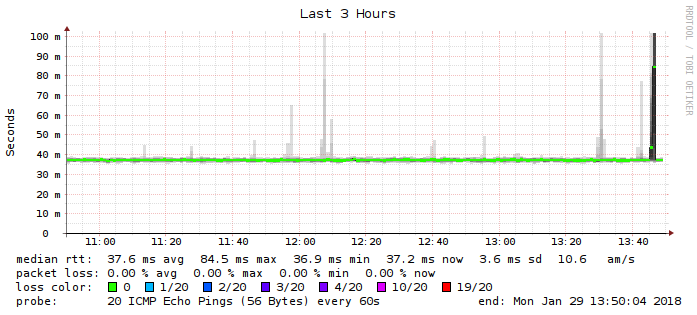 Last 3 Hours
RRDTOOL / TOBI OETIKER
Seconds
100 m
90 m
80 m
70 m
60 m
50 m
40 m
30 m
20 m
10 m
0
11:00 11:20 11:40 12:00 12:20 12:40 13:00 13:20 13:40
median rtt: 37.6 ms avg 84.5 ms max 36.9 ms min 37.2 ms now 3.6 ms sd 10.6 am/s
packet loss: 0.00 % avg 0.00 % max 0.00 % min 0.00 % now
loss color: 0 1/20 2/20 3/20 4/20 10/20 19/20
probe: 20 ICMP Echo Pings (56 Bytes) every 60s end: Mon Jan 29 13:50:04 2018